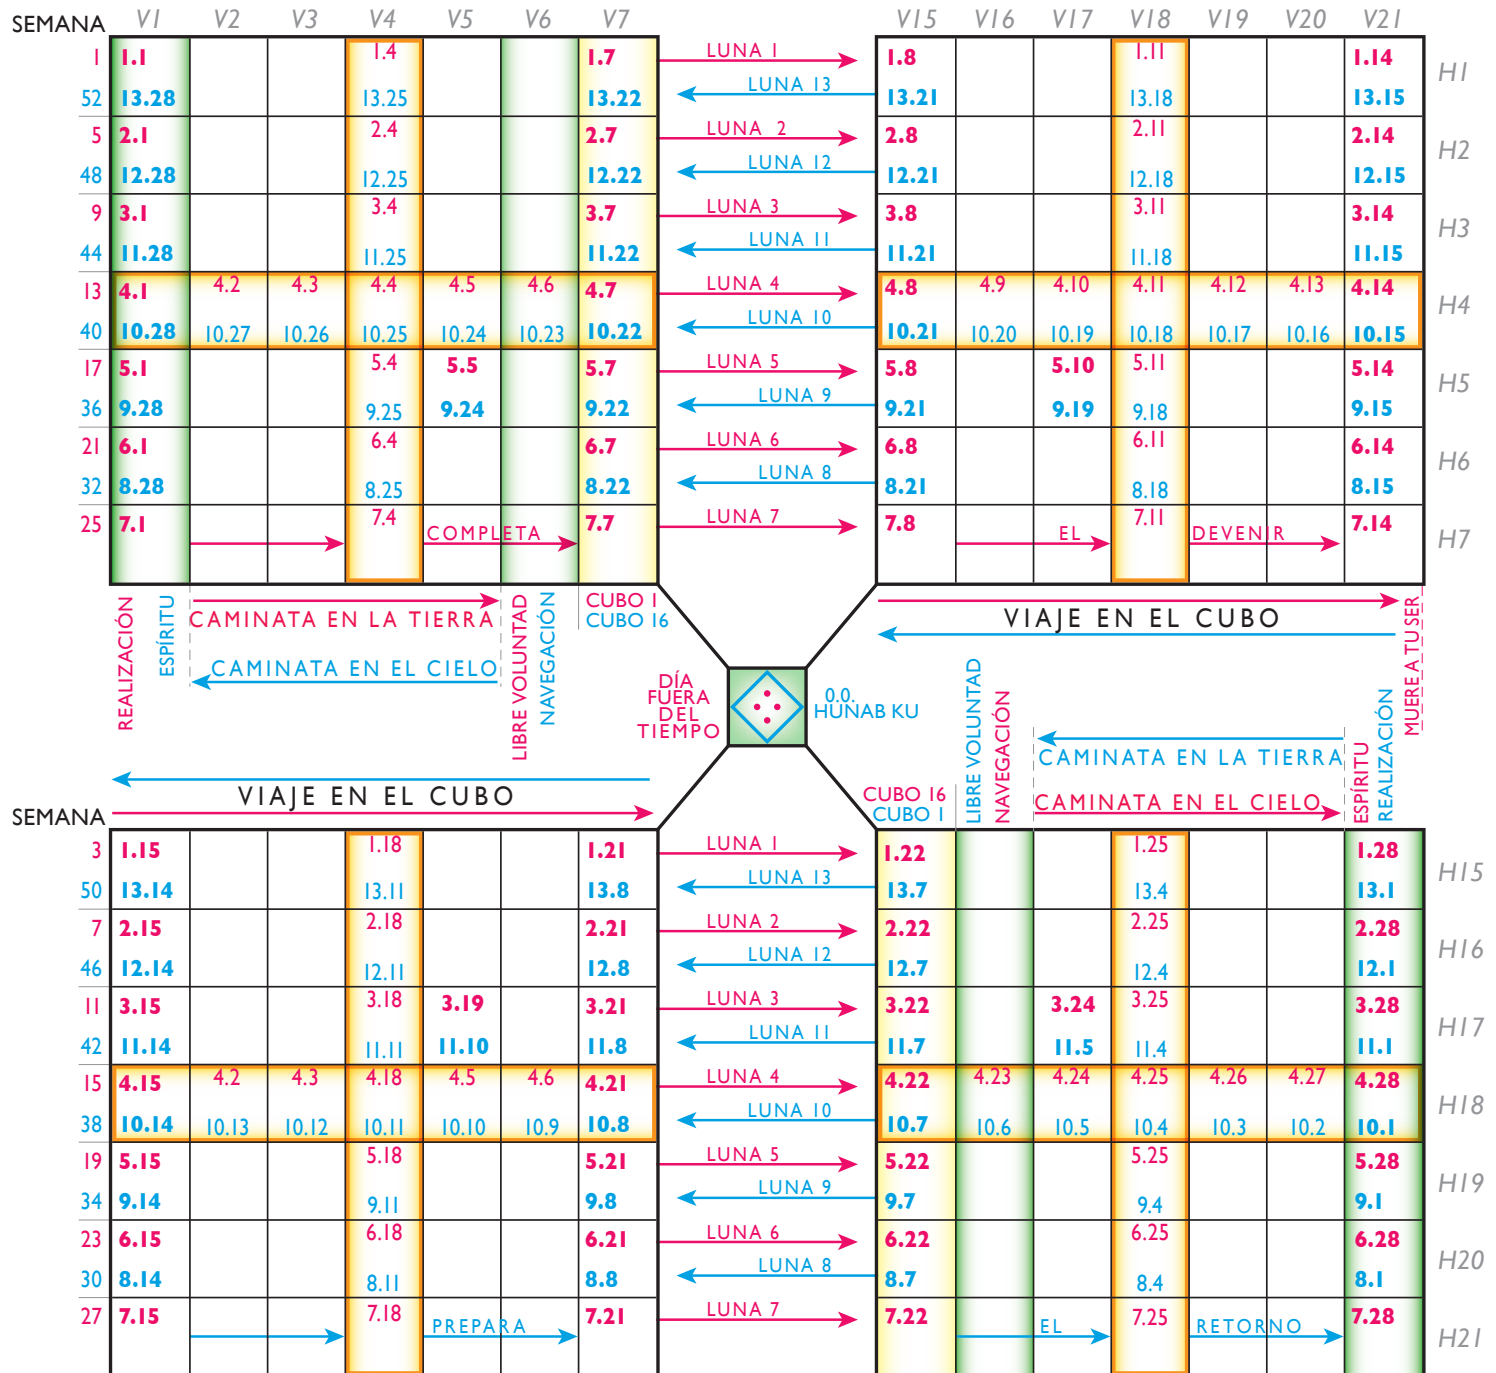 SEMANA V1 V2 V3 V4 V5 V6 V7 V15 V16 V17 V18 V19 V20 V21
1 1.1 1.4 1.7 LUNA 1 1.8 1.11 1.14 H1
52 13.28 13.25 13.22 LUNA 13 13.21 13.18 13.15
5 2.1 2.4 2.7 LUNA 2 2.8 2.11 2.14 H2
48 12.28 12.25 12.22 LUNA 12 12.21 12.18 12.15
9 3.1 3.4 3.7 LUNA 3 3.8 3.11 3.14 H3
44 11.28 11.25 11.22 LUNA 11 11.21 11.18 11.15
13 4.1 4.2 4.3 4.4 4.5 4.6 4.7 LUNA 4 4.8 4.9 4.10 4.11 4.12 4.13 4.14 H4
40 10.28 10.27 10.26 10.25 10.24 10.23 10.22 LUNA 10 10.21 10.20 10.19 10.18 10.17 10.16 10.15
17 5.1 5.4 5.5 5.7 LUNA 5 5.8 5.10 5.11 5.14 H5
36 9.28 9.25 9.24 9.22 LUNA 9 9.21 9.19 9.18 9.15
21 6.1 6.4 6.7 LUNA 6 6.8 6.11 6.14 H6
32 8.28 8.25 8.22 LUNA 8 8.21 8.18 8.15
25 7.1 7.4 7.7 LUNA 7 7.8 7.11 7.14 H7
COMPLETA EL DEVENIR
REALIZACIÓN
ESPÍRITU
CAMINATA EN LA TIERRA
CAMINATA EN EL CIELO
LIBRE VOLUNTAD
NAVEGACIÓN
CUBO 1
CUBO 16
VIAJE EN EL CUBO
MUERE A TU SER
DÍA
FUERA
DEL
TIEMPO
0.0.
HUNAB KU
LIBRE VOLUNTAD
NAVEGACIÓN
CAMINATA EN LA TIERRA
CAMINATA EN EL CIELO
ESPÍRITU
REALIZACIÓN
VIAJE EN EL CUBO
CUBO 16
CUBO 1
SEMANA
3 1.15 1.18 1.21 LUNA 1 1.22 1.25 1.28 H15
50 13.14 13.11 13.8 LUNA 13 13.7 13.4 13.1
7 2.15 2.18 2.21 LUNA 2 2.22 2.25 2.28 H16
46 12.14 12.11 12.8 LUNA 12 12.7 12.4 12.1
11 3.15 3.18 3.19 3.21 LUNA 3 3.22 3.24 3.25 3.28 H17
42 11.14 11.11 11.10 11.8 LUNA 11 11.7 11.5 11.4 11.1
15 4.15 4.2 4.3 4.18 4.5 4.6 4.21 LUNA 4 4.22 4.23 4.24 4.25 4.26 4.27 4.28 H18
38 10.14 10.13 10.12 10.11 10.10 10.9 10.8 LUNA 10 10.7 10.6 10.5 10.4 10.3 10.2 10.1
19 5.15 5.18 5.21 LUNA 5 5.22 5.25 5.28 H19
34 9.14 9.11 9.8 LUNA 9 9.7 9.4 9.1
23 6.15 6.18 6.21 LUNA 6 6.22 6.25 6.28 H20
30 8.14 8.11 8.8 LUNA 8 8.7 8.4 8.1
27 7.15 7.18 7.21 LUNA 7 7.22 7.25 7.28 H21
PREPARA EL RETORNO